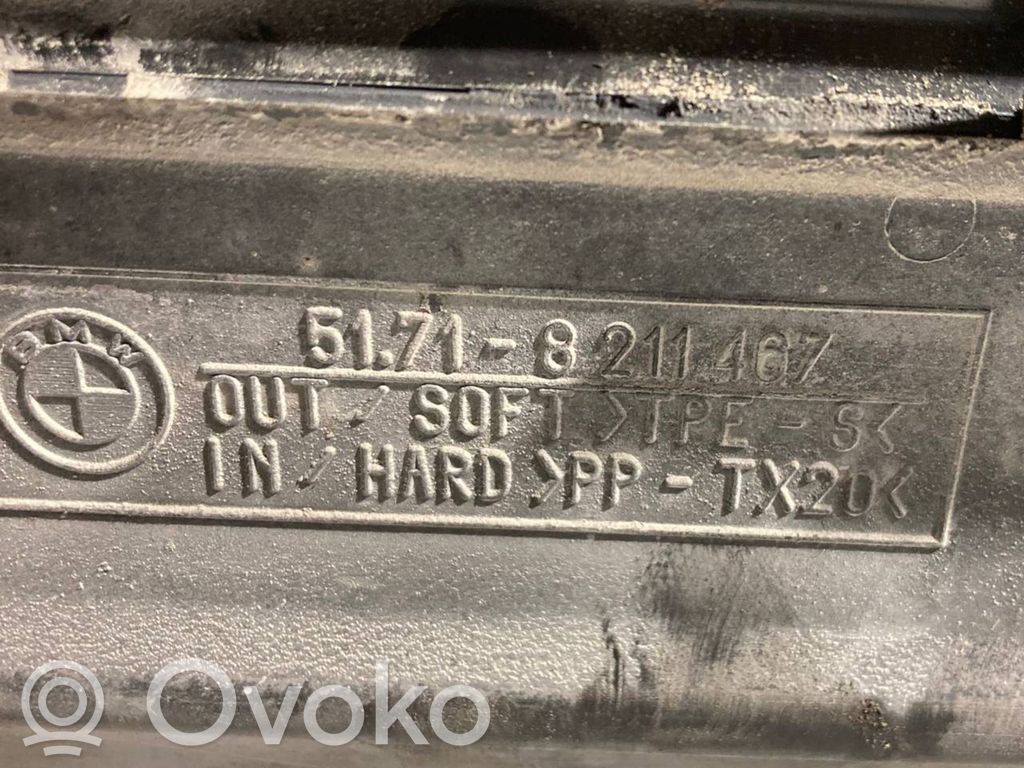 BMW
51.71-8 211 467
OUT / SOFT >TPE-S<
IN / HARD >PP-TX20<
Ovoko